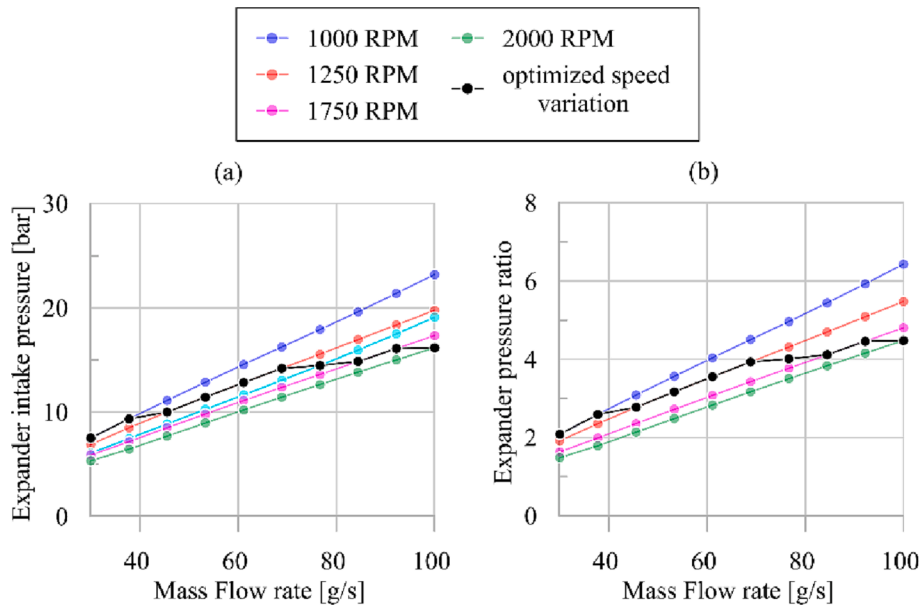 1000 RPM
2000 RPM
1250 RPM
optimized speed
variation
1750 RPM
(a)
(b)
Expander intake pressure [bar]
30
20
10
0
40
60
80
100
Mass Flow rate [g/s]
Expander pressure ratio
8
6
4
2
0
40
60
80
100
Mass Flow rate [g/s]